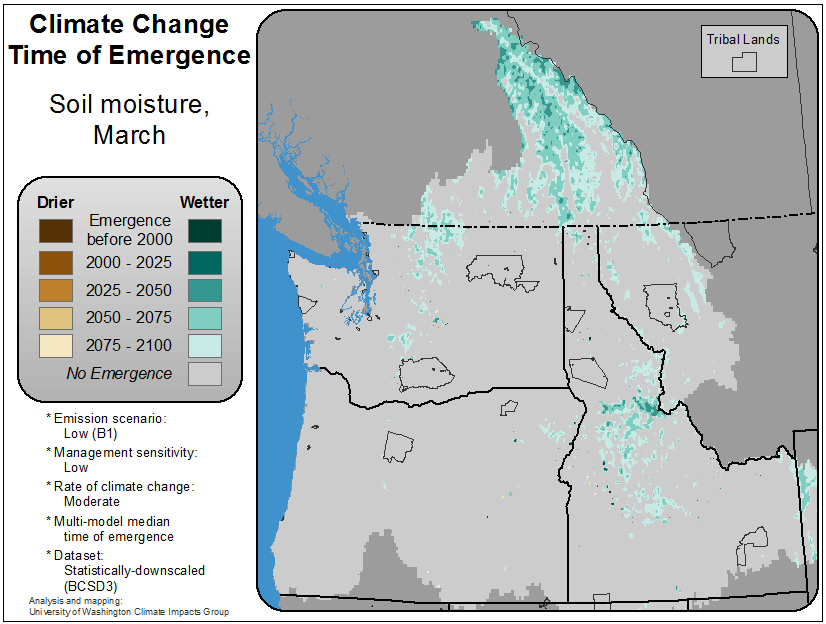 Climate Change
Time of Emergence
Soil moisture,
March
Tribal Lands
Drier
Wetter
Emergence
before 2000
2000 - 2025
2025 - 2050
2050 - 2075
2075 - 2100
No Emergence
* Emission scenario:
Low (B1)
* Management sensitivity:
Low
* Rate of climate change:
Moderate
* Multi-model median
time of emergence
* Dataset:
Statistically-downscaled
(BCSD3)
Analysis and mapping:
University of Washington Climate Impacts Group